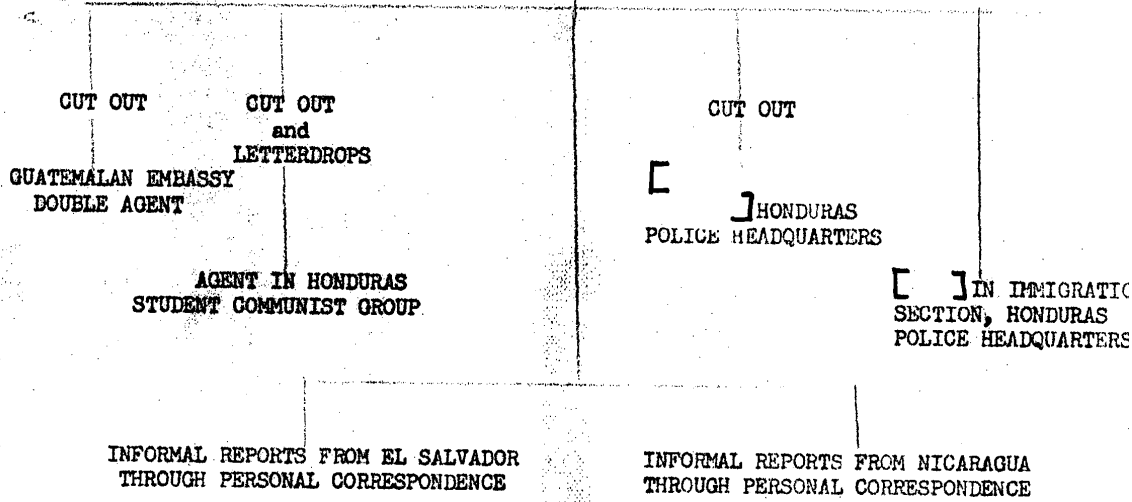 CUT OUT
CUT OUT
and
LETTERDROPS
GUATEMALAN EMBASSY
DOUBLE AGENT
AGENT IN HONDURAS
STUDENT COMMUNIST GROUP
CUT OUT
[
] HONDURAS
POLICE HEADQUARTERS
[ ] IN IMMIGRATIO
SECTION, HONDURAS
POLICE HEADQUARTERS
INFORMAL REPORTS FROM EL SALVADOR
THROUGH PERSONAL CORRESPONDENCE
INFORMAL REPORTS FROM NICARAGUA
THROUGH PERSONAL CORRESPONDENCE